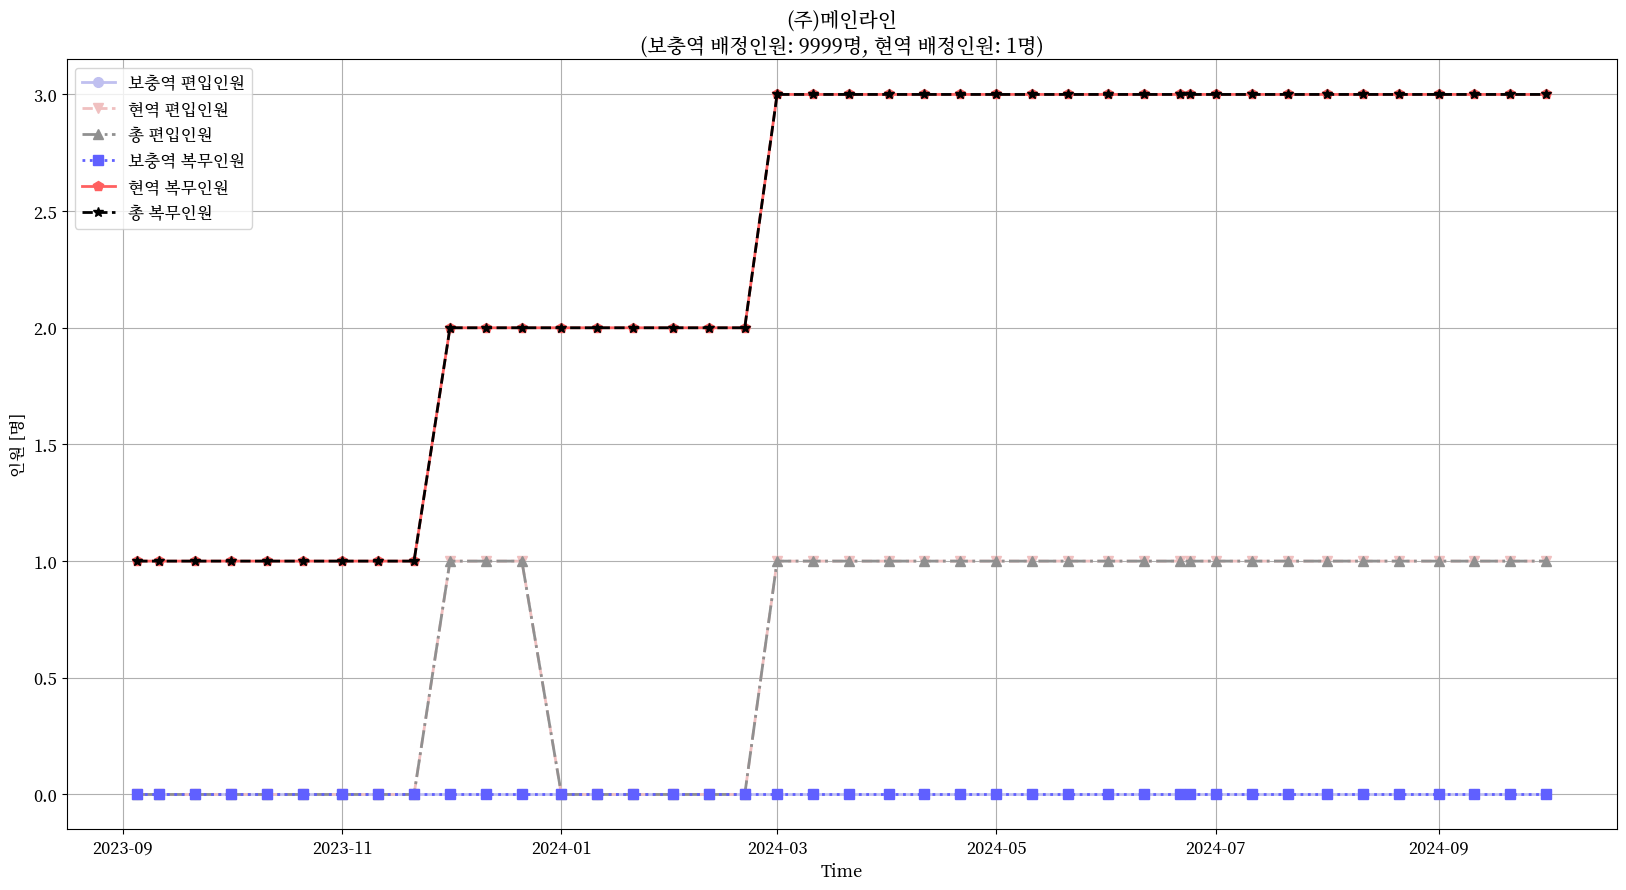 (주)메인라인
(보충역 배정인원: 9999명, 현역 배정인원: 1명)
보충역 편입인원
현역 편입인원
총 편입인원
보충역 복무인원
현역 복무인원
총 복무인원
인원 [명]
3.0
2.5
2.0
1.5
1.0
0.5
0.0
2023-09
2023-11
2024-01
2024-03
2024-05
2024-07
2024-09
Time